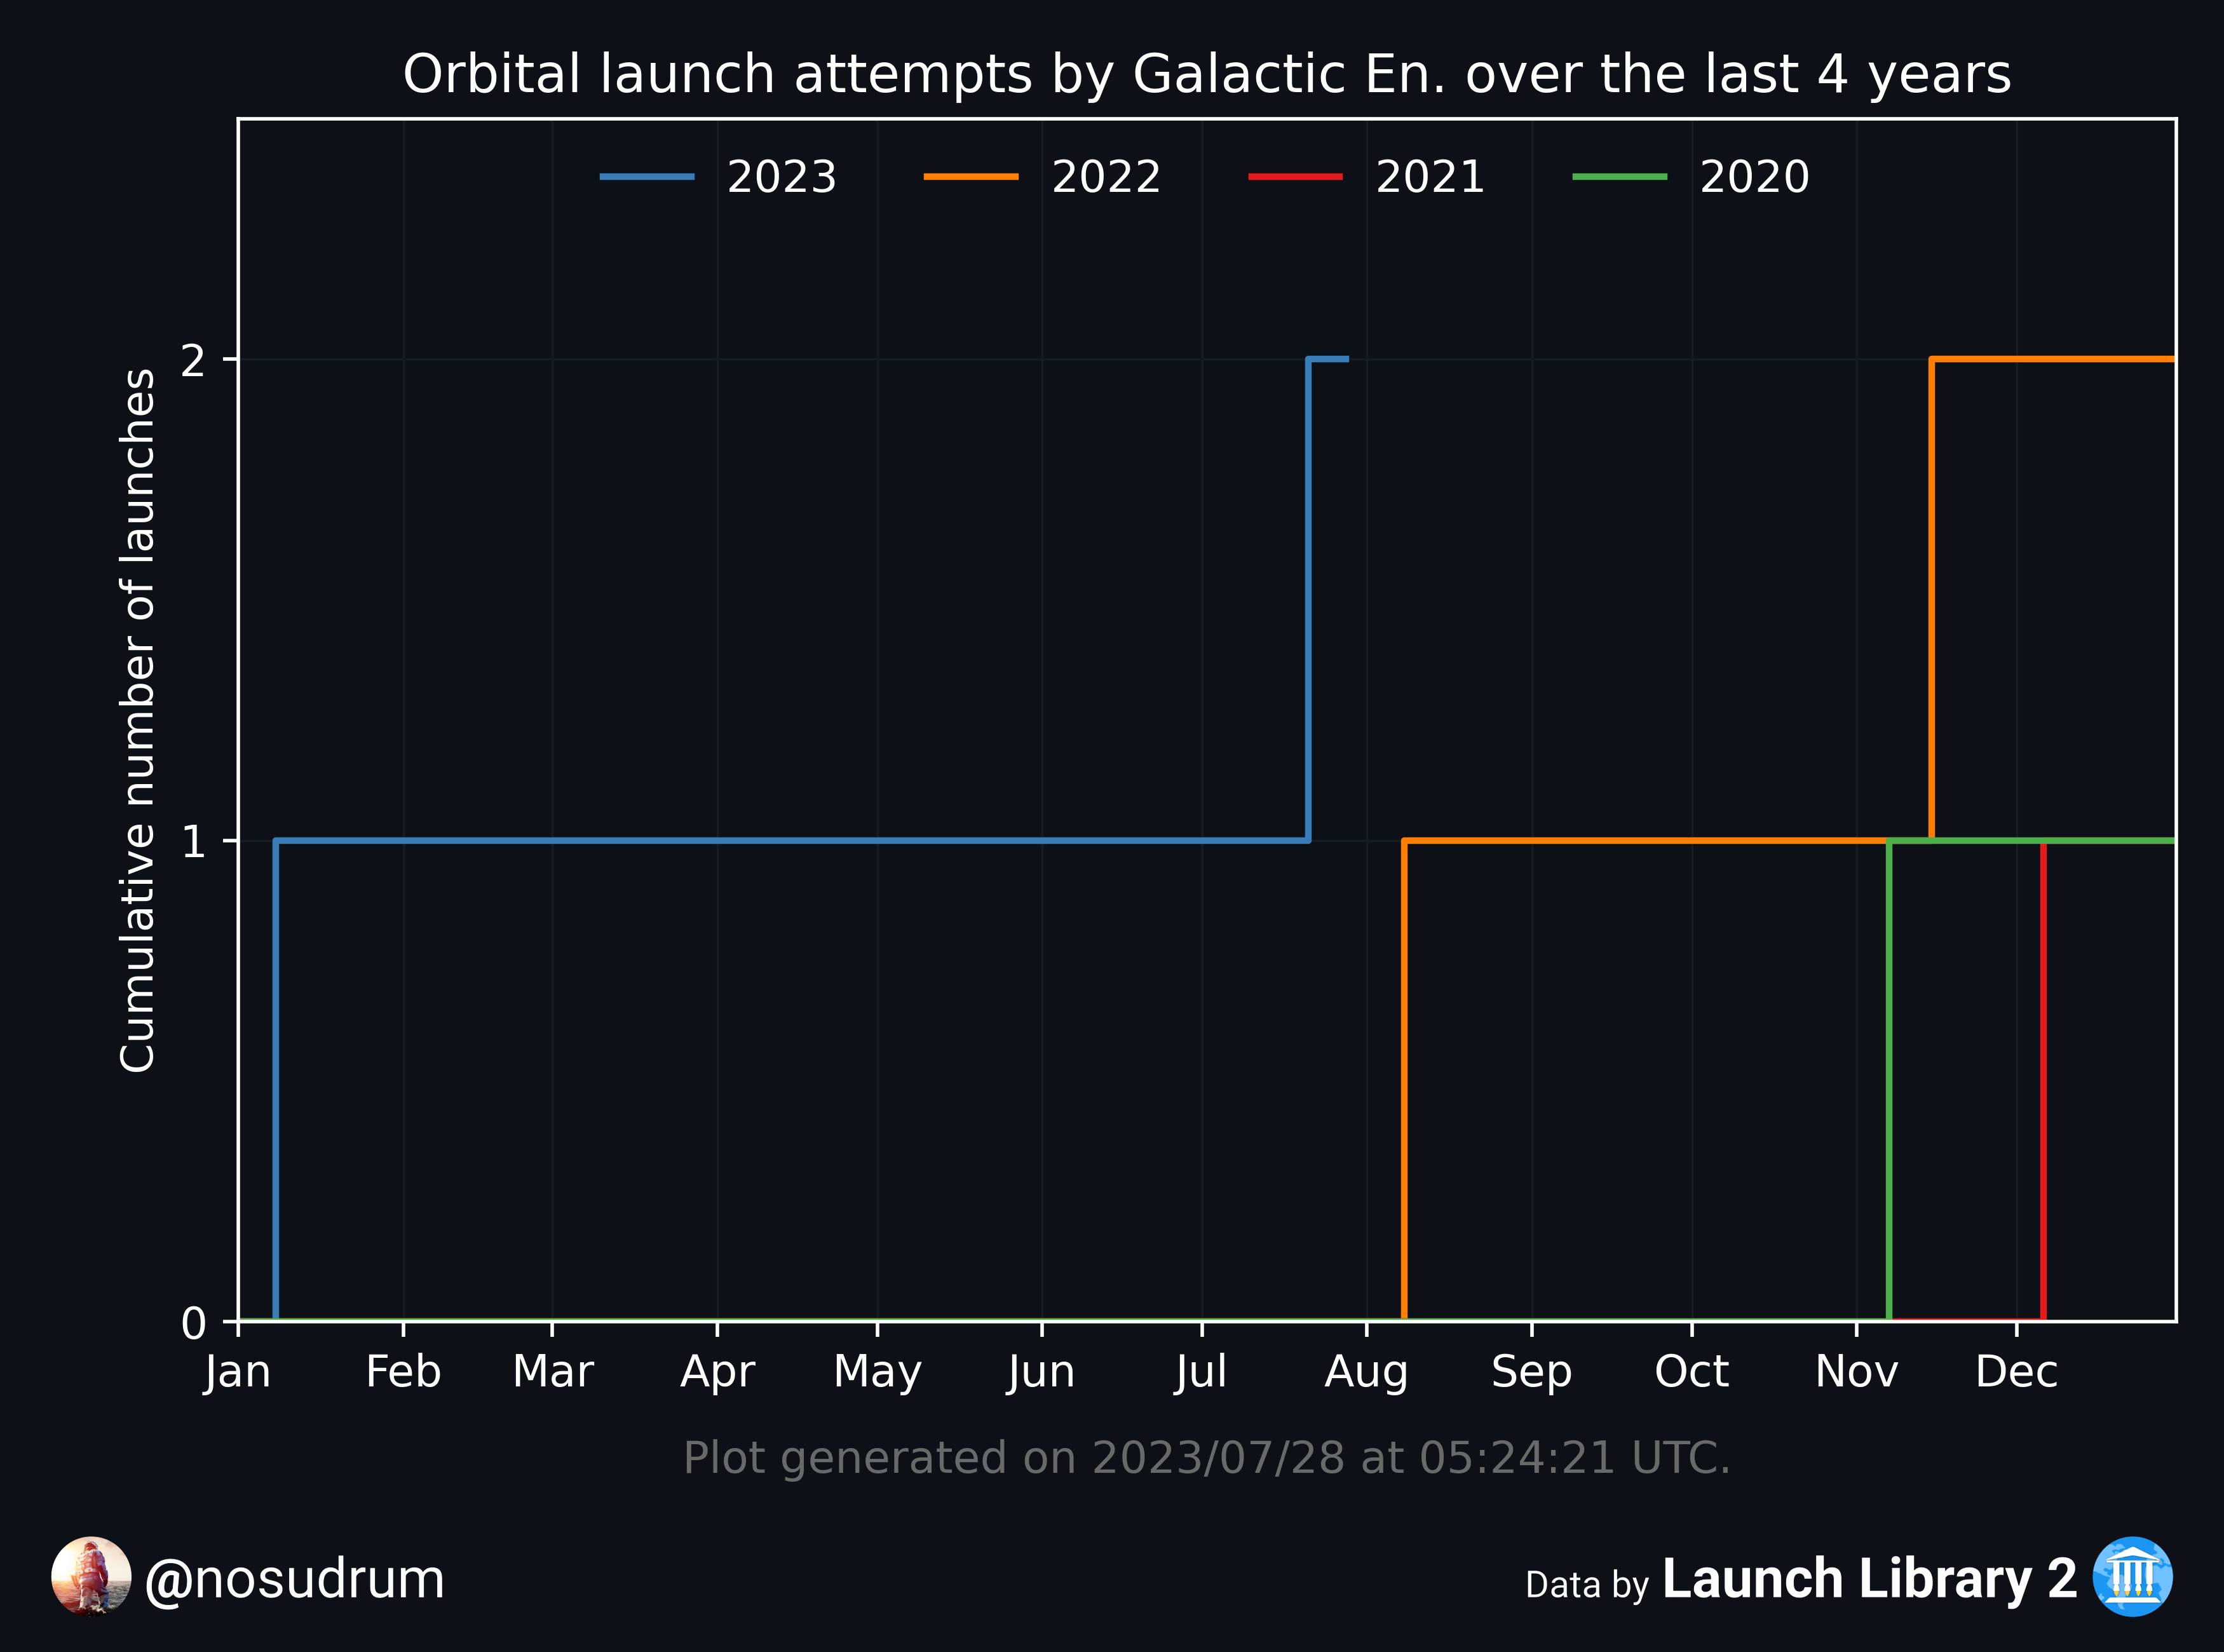 Orbital launch attempts by Galactic En. over the last 4 years
2023 2022 2021 2020
Cumulative number of launches
2
1
0
Jan Feb Mar Apr May Jun Jul Aug Sep Oct Nov Dec
Plot generated on 2023/07/28 at 05:24:21 UTC.
@nosudrum
Data by Launch Library 2